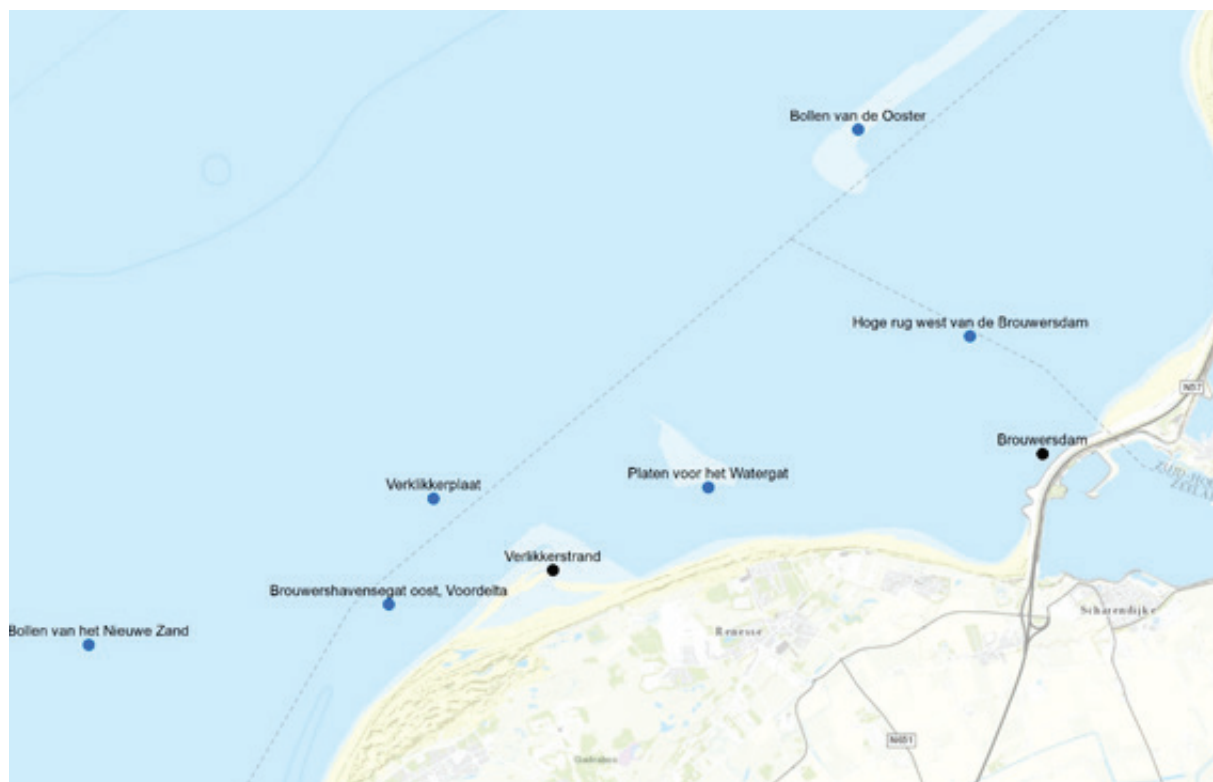 Bollen van de Ooster
Hoge rug west van de Brouwersdam
N57
Brouwersdam
Platen voor het Watergat
Verklikkerplaat
Verlikkerstrand
Brouwershavensegat oost, Voordelta
Bollen van het Nieuwe Zand
Renesse
Scharendijke
N651